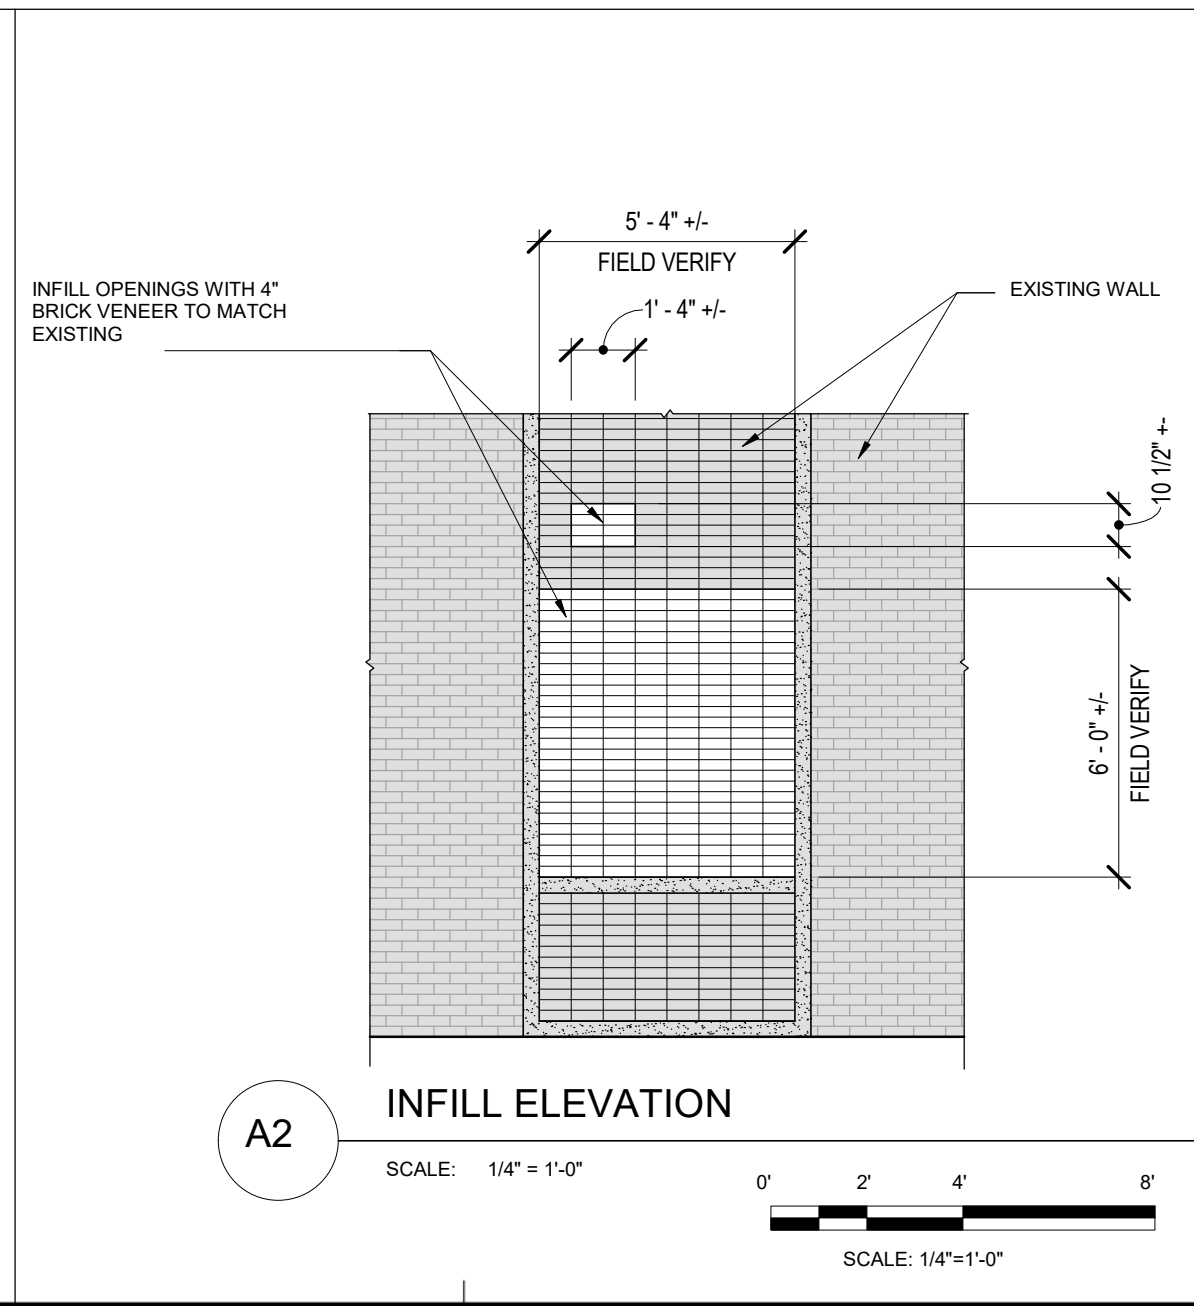 5' - 4" +/-
FIELD VERIFY
INFILL OPENINGS WITH 4"
BRICK VENEER TO MATCH
EXISTING
EXISTING WALL
1' - 4" +/-
10 1/2" +-
6' - 0" +/-
FIELD VERIFY
A2
INFILL ELEVATION
SCALE: 1/4" = 1'-0"
0' 2' 4' 8'
SCALE: 1/4"=1'-0"